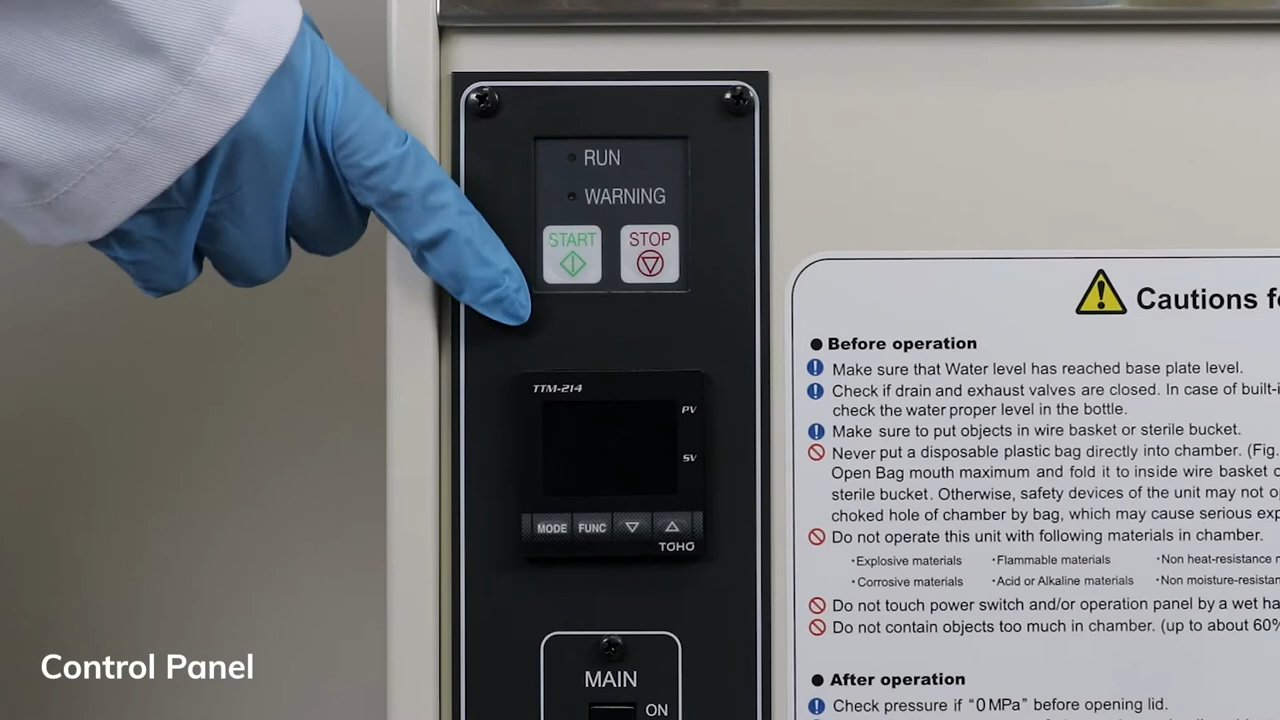 RUN
WARNING
START
STOP
TTM-214
PV
SV
MODE
FUNC
TOHO
MAIN
ON
Cautions
Before operation
Make sure that Water level has reached base plate level.
Check if drain and exhaust valves are closed. In case of
check the water proper level in the bottle.
Make sure to put objects in wire basket or sterile bucket.
Never put a disposable plastic bag directly into chamber. (Fig.
Open Bag mouth maximum and fold it to inside wire basket
sterile bucket. Otherwise, safety devices of the unit may not
choked hole of chamber by bag, which may cause serious
Do not operate this unit with following materials in chamber.
・Explosive materials ・Flammable materials ・Non heat-resistance
・Corrosive materials ・Acid or Alkaline materials ・Non
Do not touch power switch and/or operation panel by a wet
Do not contain objects too much in chamber. (up to about 60%
After operation
Check pressure if “0 MPa” before opening lid.
Control Panel